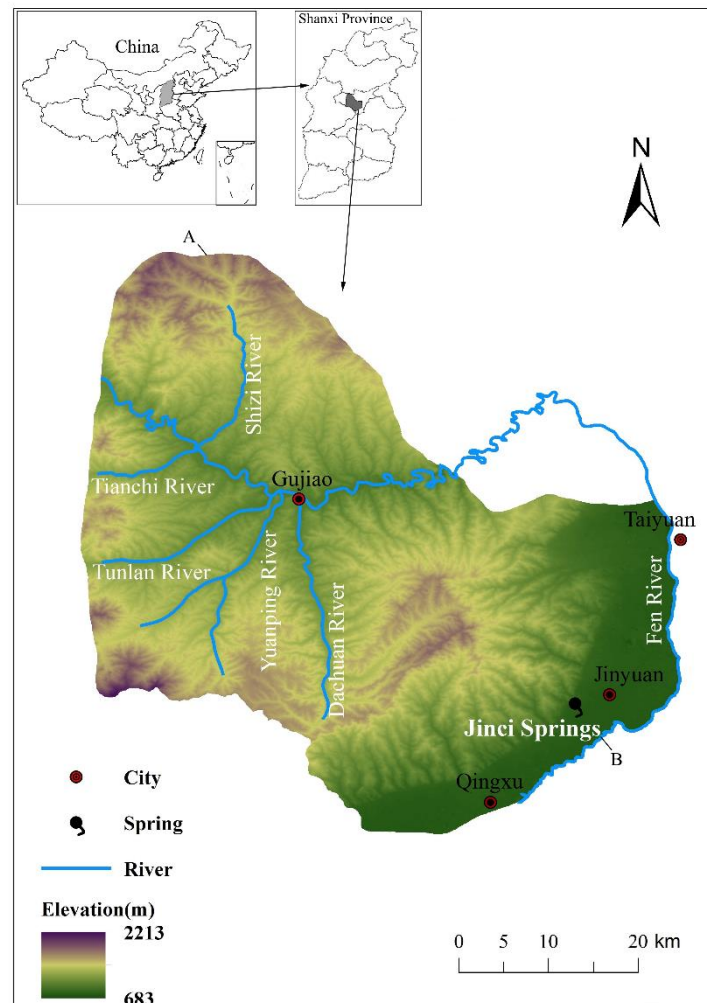 Shanxi Province
China
N
A
Shizi River
Tianchi River
Gujiao
Taiyuan
Tunlan River
Yuanping River
Dachuan River
Fen River
Jinyuan
Jinci Springs
B
Qingxu
City
Spring
River
Elevation(m)
2213
683
0 5 10 20 km